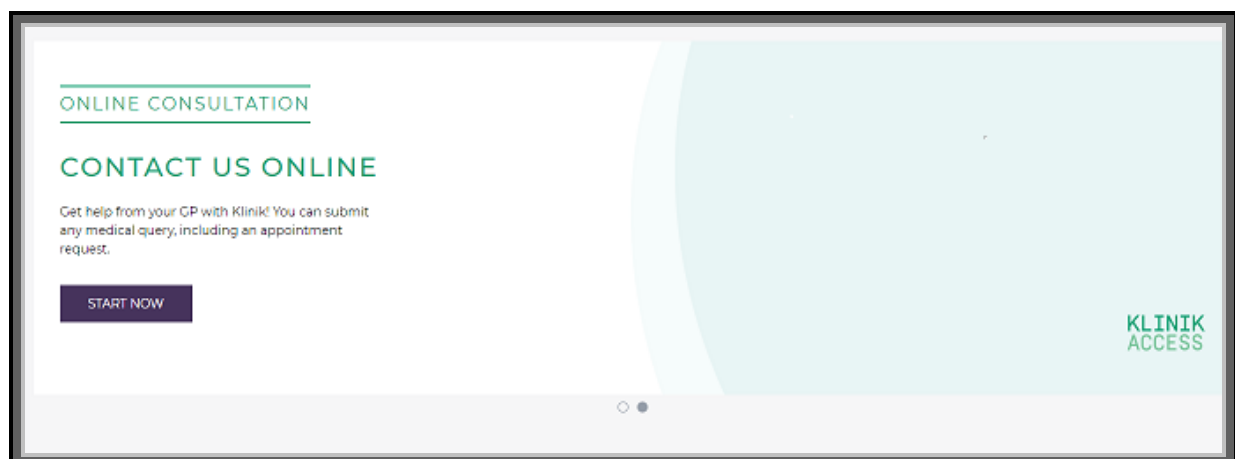 ONLINE CONSULTATION
CONTACT US ONLINE
Get help from your GP with Klinik! You can submit
any medical query, including an appointment
request.
START NOW
KLINIK
ACCESS